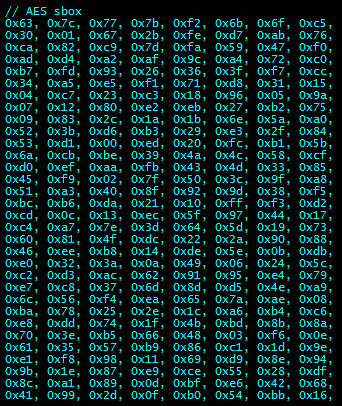 // AES sbox
0x63, 0x7c, 0x77, 0x7b, 0xf2, 0x6b, 0x6f, 0xc5,
0x30, 0x01, 0x67, 0x2b, 0xfe, 0xd7, 0xab, 0x76,
0xca, 0x82, 0xc9, 0x7d, 0xfa, 0x59, 0x47, 0xf0,
0xad, 0xd4, 0xa2, 0xaf, 0x9c, 0xa4, 0x72, 0xc0,
0xb7, 0xfd, 0x93, 0x26, 0x36, 0x3f, 0xf7, 0xcc,
0x34, 0xa5, 0xe5, 0xf1, 0x71, 0xd8, 0x31, 0x15,
0x04, 0xc7, 0x23, 0xc3, 0x18, 0x96, 0x05, 0x9a,
0x07, 0x12, 0x80, 0xe2, 0xeb, 0x27, 0xb2, 0x75,
0x09, 0x83, 0x2c, 0x1a, 0x1b, 0x6e, 0x5a, 0xa0,
0x52, 0x3b, 0xd6, 0xb3, 0x29, 0xe3, 0x2f, 0x84,
0x53, 0xd1, 0x00, 0xed, 0x20, 0xfc, 0xb1, 0x5b,
0x6a, 0xcb, 0xbe, 0x39, 0x4a, 0x4c, 0x58, 0xcf,
0xd0, 0xef, 0xaa, 0xfb, 0x43, 0x4d, 0x33, 0x85,
0x45, 0xf9, 0x02, 0x7f, 0x50, 0x3c, 0x9f, 0xa8,
0x51, 0xa3, 0x40, 0x8f, 0x92, 0x9d, 0x38, 0xf5,
0xbc, 0xb6, 0xda, 0x21, 0x10, 0xff, 0xf3, 0xd2,
0xcd, 0x0c, 0x13, 0xec, 0x5f, 0x97, 0x44, 0x17,
0xc4, 0xa7, 0x7e, 0x3d, 0x64, 0x5d, 0x19, 0x73,
0x60, 0x81, 0x4f, 0xdc, 0x22, 0x2a, 0x90, 0x88,
0x46, 0xee, 0xb8, 0x14, 0xde, 0x5e, 0x0b, 0xdb,
0xe0, 0x32, 0x3a, 0x0a, 0x49, 0x06, 0x24, 0x5c,
0xc2, 0xd3, 0xac, 0x62, 0x91, 0x95, 0xe4, 0x79,
0xe7, 0xc8, 0x37, 0x6d, 0x8d, 0xd5, 0x4e, 0xa9,
0x6c, 0x56, 0xf4, 0xea, 0x65, 0x7a, 0xae, 0x08,
0xba, 0x78, 0x25, 0x2e, 0x1c, 0xa6, 0xb4, 0xc6,
0xe8, 0xdd, 0x74, 0x1f, 0x4b, 0xbd, 0x8b, 0x8a,
0x70, 0x3e, 0xb5, 0x66, 0x48, 0x03, 0xf6, 0x0e,
0x61, 0x35, 0x57, 0xb9, 0x86, 0xc1, 0x1d, 0x9e,
0xe1, 0xf8, 0x98, 0x11, 0x69, 0xd9, 0x8e, 0x94,
0x9b, 0x1e, 0x87, 0xe9, 0xce, 0x55, 0x28, 0xdf,
0x8c, 0xa1, 0x89, 0x0d, 0xbf, 0xe6, 0x42, 0x68,
0x41, 0x99, 0x2d, 0x0f, 0xb0, 0x54, 0xbb, 0x16,